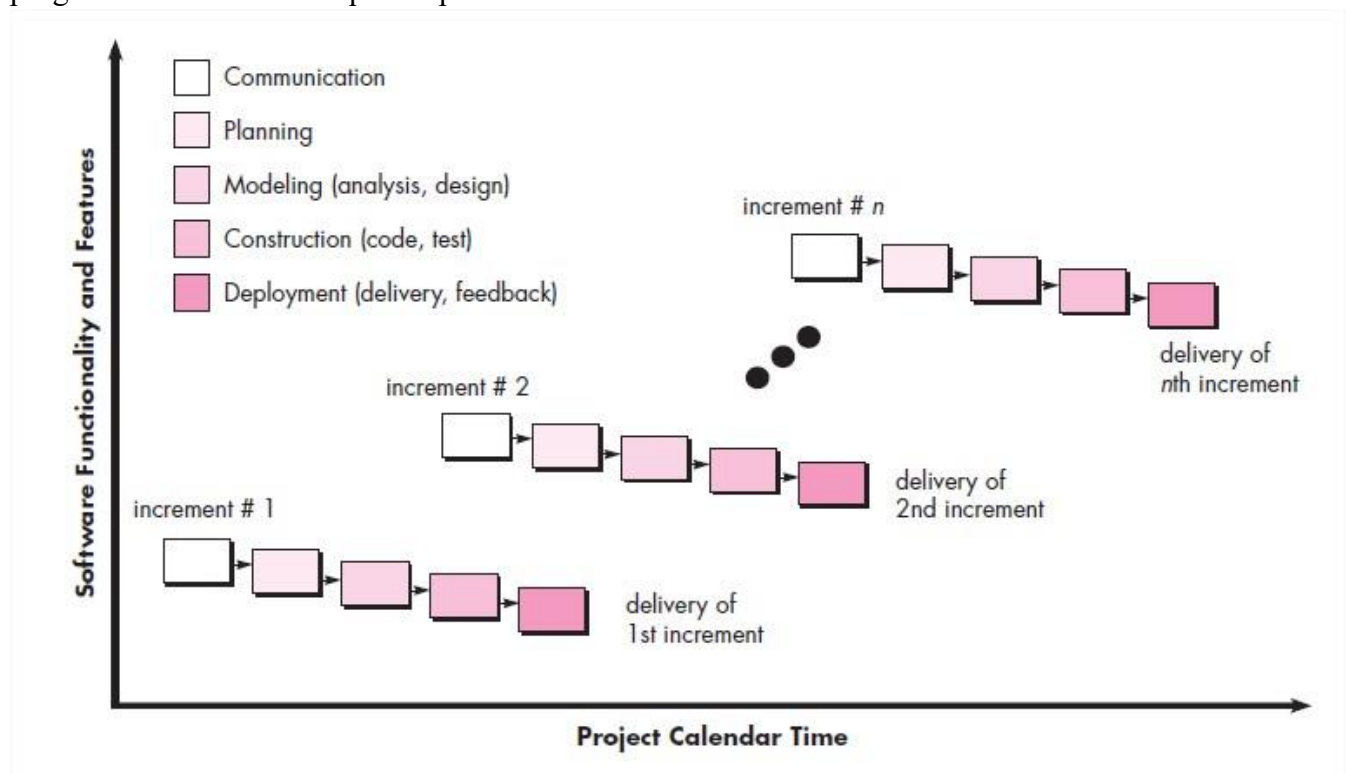 Communication
Planning
Modeling (analysis, design)
Construction (code, test)
Deployment (delivery, feedback)
increment # n
delivery of
nth increment
increment # 2
delivery of
2nd increment
increment # 1
delivery of
1st increment
Software Functionality and Features
Project Calendar Time